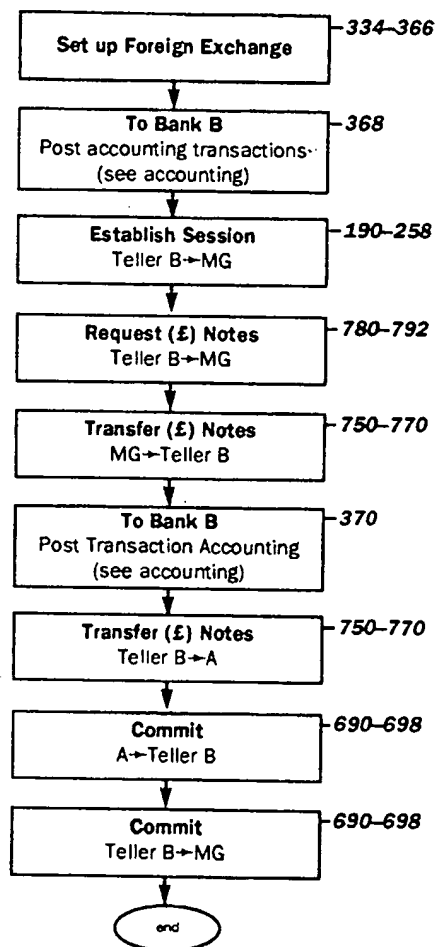 Set up Foreign Exchange
334–366
To Bank B
368
Post accounting transactions
(see accounting)
Establish Session
190–258
Teller B→MG
Request (£) Notes
780–792
Teller B→MG
Transfer (£) Notes
750–770
MG→Teller B
To Bank B
370
Post Transaction Accounting
(see accounting)
Transfer (£) Notes
750–770
Teller B→A
Commit
690–698
A→Teller B
Commit
690–698
Teller B→MG
end